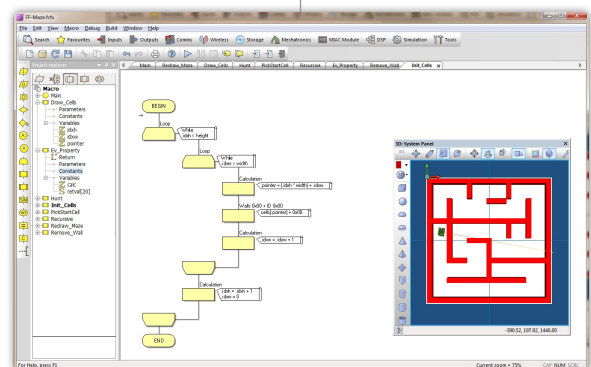 FF-Maze.fcfx
File Edit View Macro Debug Build Window Help
Search Favourites Inputs Outputs Comms Wireless Storage Mechatronics MIAC Module DSP Simulation Tools
Project explorer
Main Redraw_Maze Draw_Cells Hunt PickStartCell Recursive Ev_Property Remove_Wall Init_Cells x
Macro
Main
Draw_Cells
Parameters
Constants
Variables
idxh
idxw
pointer
Ev_Property
Return
Parameters
Constants
Variables
calc
retval[20]
Hunt
Init_Cells
PickStartCell
Recursive
Redraw_Maze
Remove_Wall
BEGIN
Loop
While
.idxh < height
Loop
While
.idxw < width
Calculation
.pointer = (.idxh * width) + .idxw
Walls 0x00 + ID 0x00
cells[.pointer] = 0x00
Calculation
.idxw = .idxw + 1
Calculation
.idxh = .idxh + 1
.idxw = 0
END
3D: System Panel x
-390.52, 197.92, 1440.00
For Help, press F1
Current zoom = 75% CAP NUM SCRL